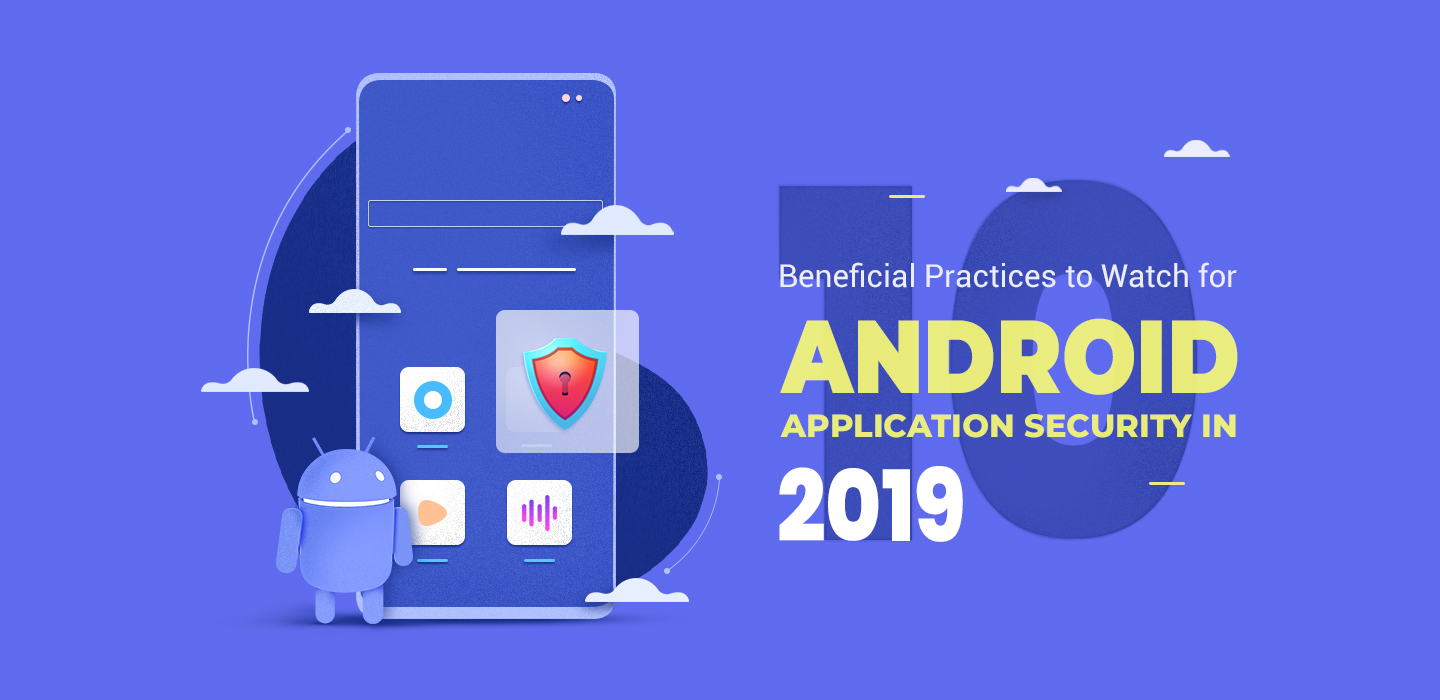 10
Beneficial Practices to Watch for
ANDROID
APPLICATION SECURITY IN
2019